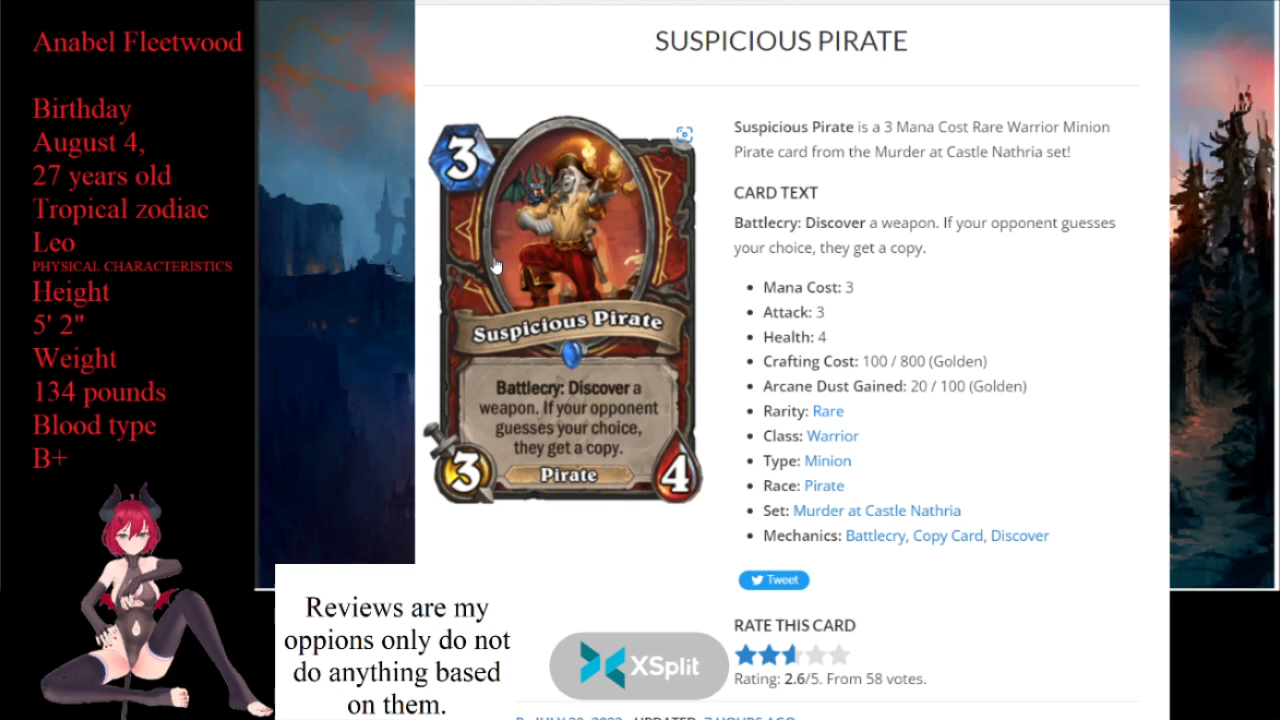 Anabel Fleetwood
Birthday
August 4,
27 years old
Tropical zodiac
Leo
PHYSICAL CHARACTERISTICS
Height
5' 2"
Weight
134 pounds
Blood type
B+
SUSPICIOUS PIRATE
3
Suspicious Pirate
Battlecry: Discover a
weapon. If your opponent
guesses your choice,
they get a copy.
Pirate
3
4
Suspicious Pirate is a 3 Mana Cost Rare Warrior Minion
Pirate card from the Murder at Castle Nathria set!
CARD TEXT
Battlecry: Discover a weapon. If your opponent guesses
your choice, they get a copy.
Mana Cost: 3
Attack: 3
Health: 4
Crafting Cost: 100 / 800 (Golden)
Arcane Dust Gained: 20 / 100 (Golden)
Rarity: Rare
Class: Warrior
Type: Minion
Race: Pirate
Set: Murder at Castle Nathria
Mechanics: Battlecry, Copy Card, Discover
Tweet
RATE THIS CARD
Rating: 2.6/5. From 58 votes.
Reviews are my
oppions only do not
do anything based
on them.
XSplit